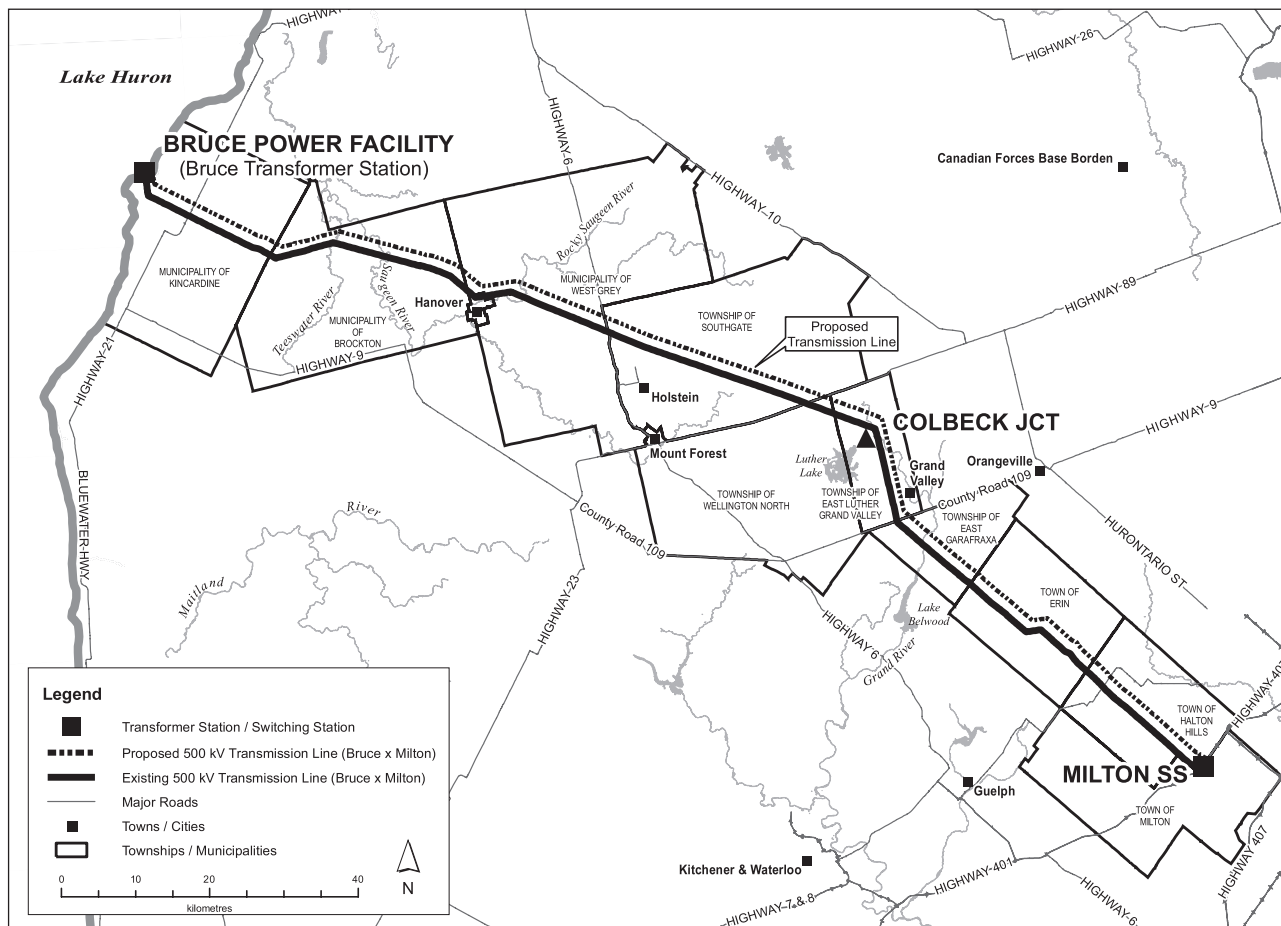 HIGHWAY
HIGHWAY-26
Lake Huron
BRUCE POWER FACILITY
(Bruce Transformer Station)
HIGHWAY-6
HIGHWAY-10
Canadian Forces Base Borden
Rocky Saugeen River
MUNICIPALITY OF
KINCARDINE
MUNICIPALITY OF
WEST GREY
Saugeen River
Hanover
Teeswater River
MUNICIPALITY
OF
BROCKTON
TOWNSHIP OF
SOUTHGATE
Proposed
Transmission Line
HIGHWAY-89
HIGHWAY-21
HIGHWAY-9
Holstein
Mount Forest
COLBECK JCT
HIGHWAY-9
Luther
Lake
Grand
Valley
Orangeville
County Road 109
TOWNSHIP OF
WELLINGTON NORTH
TOWNSHIP OF
EAST LUTHER
GRAND VALLEY
TOWNSHIP OF
EAST
GARAFRAXA
BLUEWATER HWY
Maitland
River
County Road 109
HIGHWAY-23
HURONTARIO ST
TOWN OF
ERIN
Lake
Belwood
HIGHWAY 6
Grand River
TOWN OF
HALTON
HILLS
HIGHWAY-407
MILTON SS
Guelph
TOWN OF
MILTON
Kitchener & Waterloo
HIGHWAY-401
HIGHWAY-7 & 8
HIGHWAY-6
HIGHWAY 407
Legend
Transformer Station / Switching Station
Proposed 500 kV Transmission Line (Bruce x Milton)
Existing 500 kV Transmission Line (Bruce x Milton)
Major Roads
Towns / Cities
Townships / Municipalities
0 10 20 40
kilometres
N